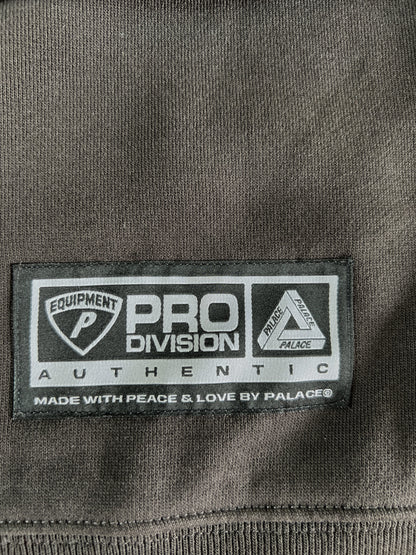 EQUIPMENT
P
PRO
DIVISION
PALACE
PALACE
PALACE
AUTHENTIC
MADE WITH PEACE & LOVE BY PALACE®